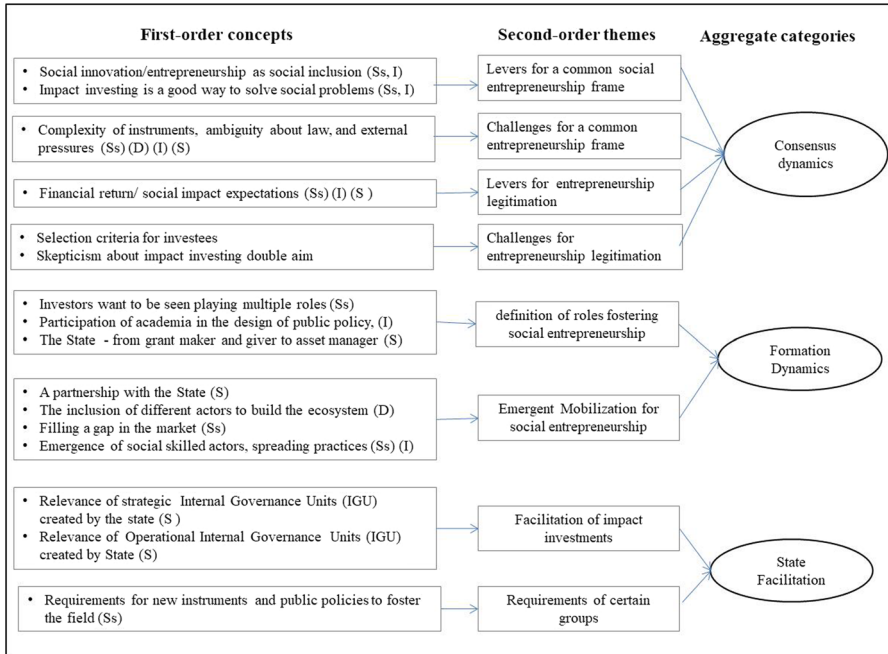 First-order concepts
Second-order themes
Aggregate categories
• Social innovation/entrepreneurship as social inclusion (Ss, I)
• Impact investing is a good way to solve social problems (Ss, I)
Levers for a common social
entrepreneurship frame
• Complexity of instruments, ambiguity about law, and external
pressures (Ss) (D) (I) (S)
Challenges for a common
entrepreneurship frame
• Financial return/ social impact expectations (Ss) (I) (S )
Levers for entrepreneurship
legitimation
• Selection criteria for investees
• Skepticism about impact investing double aim
Challenges for
entrepreneurship legitimation
Consensus
dynamics
• Investors want to be seen playing multiple roles (Ss)
• Participation of academia in the design of public policy, (I)
• The State - from grant maker and giver to asset manager (S)
definition of roles fostering
social entrepreneurship
• A partnership with the State (S)
• The inclusion of different actors to build the ecosystem (D)
• Filling a gap in the market (Ss)
• Emergence of social skilled actors, spreading practices (Ss) (I)
Emergent Mobilization for
social entrepreneurship
Formation
Dynamics
• Relevance of strategic Internal Governance Units (IGU)
created by the state (S )
• Relevance of Operational Internal Governance Units (IGU)
created by State (S)
Facilitation of impact
investments
• Requirements for new instruments and public policies to foster
the field (Ss)
Requirements of certain
groups
State
Facilitation